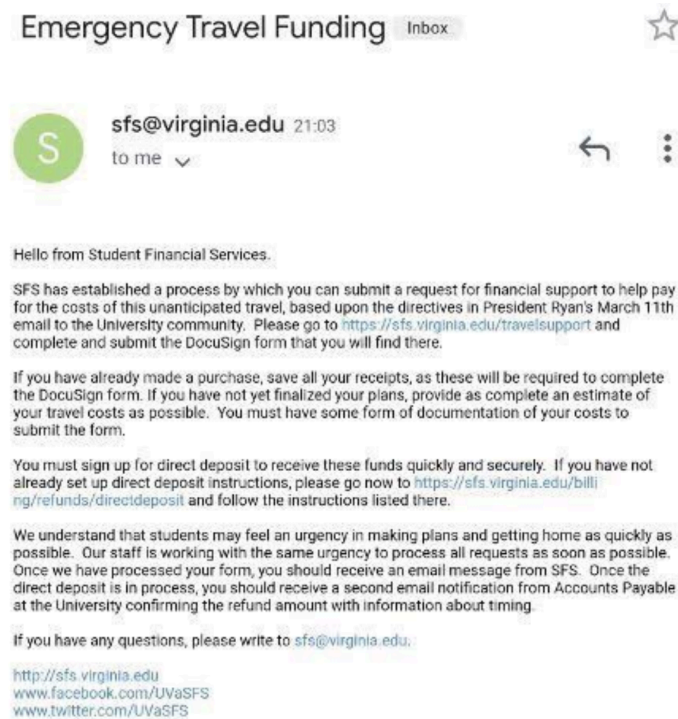 Emergency Travel Funding Inbox
S
sfs@virginia.edu 21:03
to me
Hello from Student Financial Services.
SFS has established a process by which you can submit a request for financial support to help pay
for the costs of this unanticipated travel, based upon the directives in President Ryan's March 11th
email to the University community. Please go to https://sfs.virginia.edu/travelsupport and
complete and submit the DocuSign form that you will find there.
If you have already made a purchase, save all your receipts, as these will be required to complete
the DocuSign form. If you have not yet finalized your plans, provide as complete an estimate of
your travel costs as possible. You must have some form of documentation of your costs to
submit the form.
You must sign up for direct deposit to receive these funds quickly and securely. If you have not
already set up direct deposit instructions, please go now to https://sfs.virginia.edu/billi
ng/refunds/directdeposit and follow the instructions listed there.
We understand that students may feel an urgency in making plans and getting home as quickly as
possible. Our staff is working with the same urgency to process all requests as soon as possible.
Once we have processed your form, you should receive an email message from SFS. Once the
direct deposit is in process, you should receive a second email notification from Accounts Payable
at the University confirming the refund amount with information about timing.
If you have any questions, please write to sfs@virginia.edu.
http://sfs.virginia.edu
www.facebook.com/UVaSFS
www.twitter.com/UVaSFS